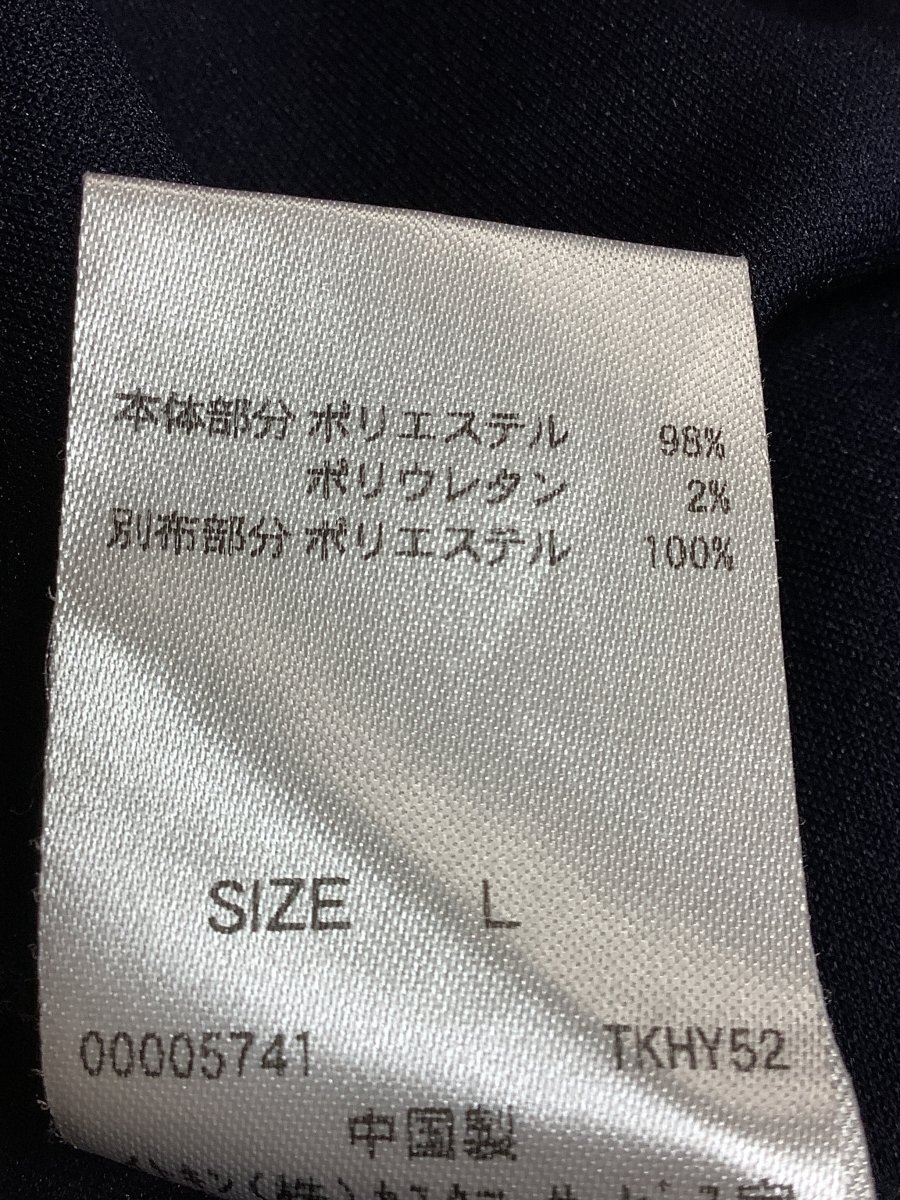 本体部分 ポリエステル 98%
ポリウレタン 2%
別布部分 ポリエステル 100%
SIZE L
00005741 TKHY52
中国製